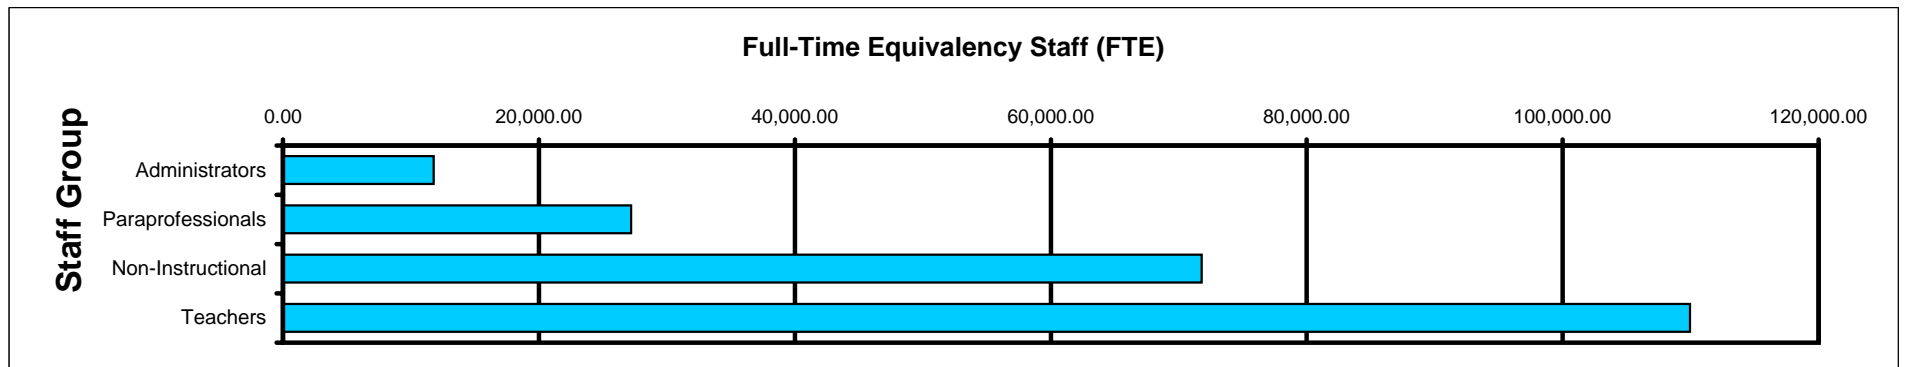 Full-Time Equivalency Staff (FTE)
0.00 20,000.00 40,000.00 60,000.00 80,000.00 100,000.00 120,000.00
Staff Group
Administrators
Paraprofessionals
Non-Instructional
Teachers